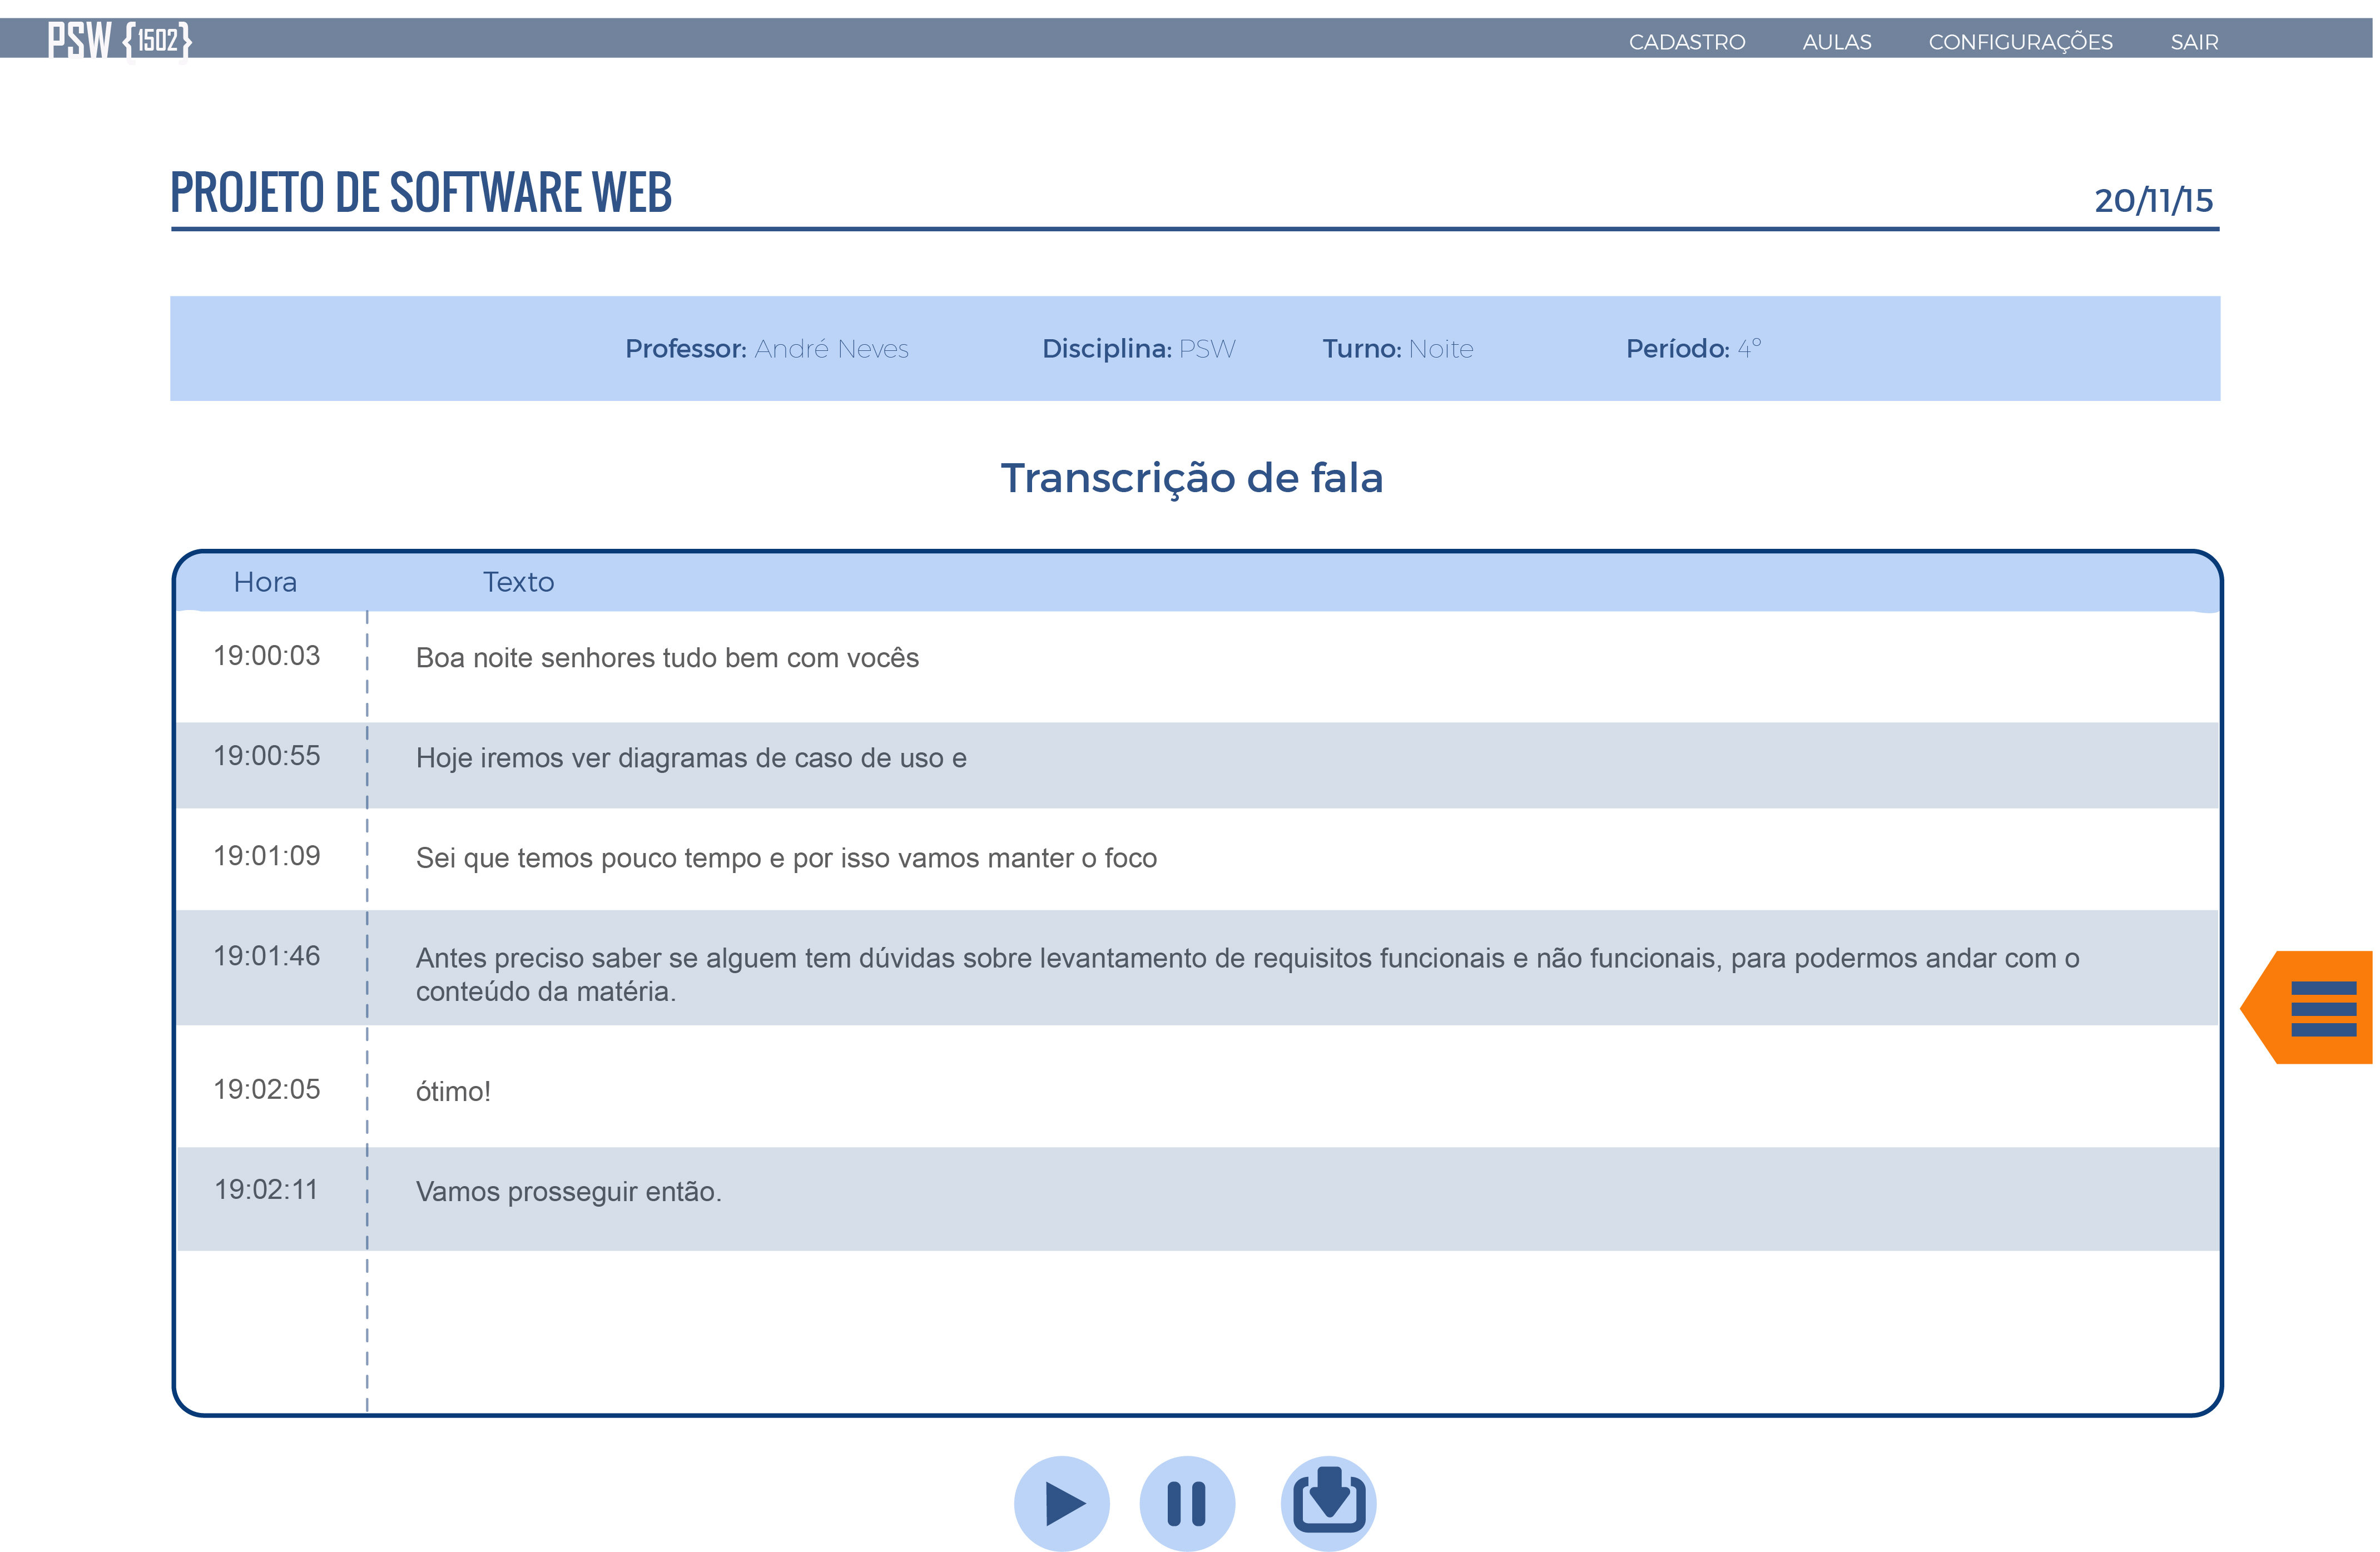 PSW {1502}
CADASTRO AULAS CONFIGURAÇÕES SAIR
PROJETO DE SOFTWARE WEB
20/11/15
Professor: André Neves Disciplina: PSW Turno: Noite Período: 4º
Transcrição de fala
Hora Texto
19:00:03 Boa noite senhores tudo bem com vocês
19:00:55 Hoje iremos ver diagramas de caso de uso e
19:01:09 Sei que temos pouco tempo e por isso vamos manter o foco
19:01:46 Antes preciso saber se alguem tem dúvidas sobre levantamento de requisitos funcionais e não funcionais, para podermos andar com o
conteúdo da matéria.
19:02:05 ótimo!
19:02:11 Vamos prosseguir então.